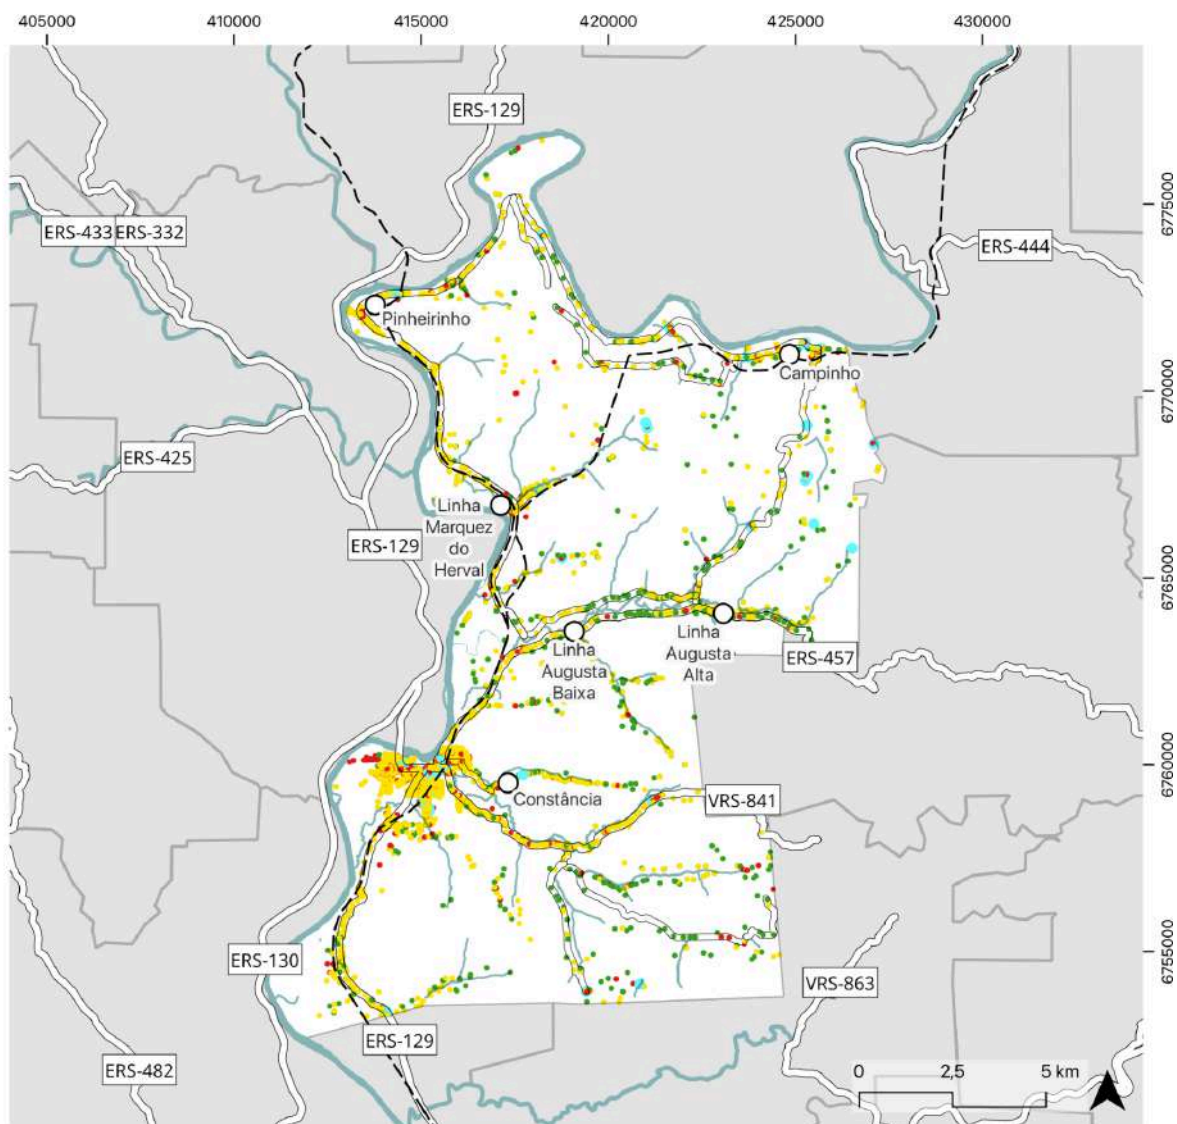 405000
410000
415000
420000
425000
430000
ERS-129
6775000
ERS-433
ERS-332
ERS-444
Pinheirinho
Campinho
6770000
ERS-425
Linha
Marquez
do
Herval
ERS-129
6765000
Linha
Augusta
Baixa
Linha
Augusta
Alta
ERS-457
6760000
Constância
VRS-841
ERS-130
6755000
VRS-863
ERS-129
ERS-482
0
2,5
5 km